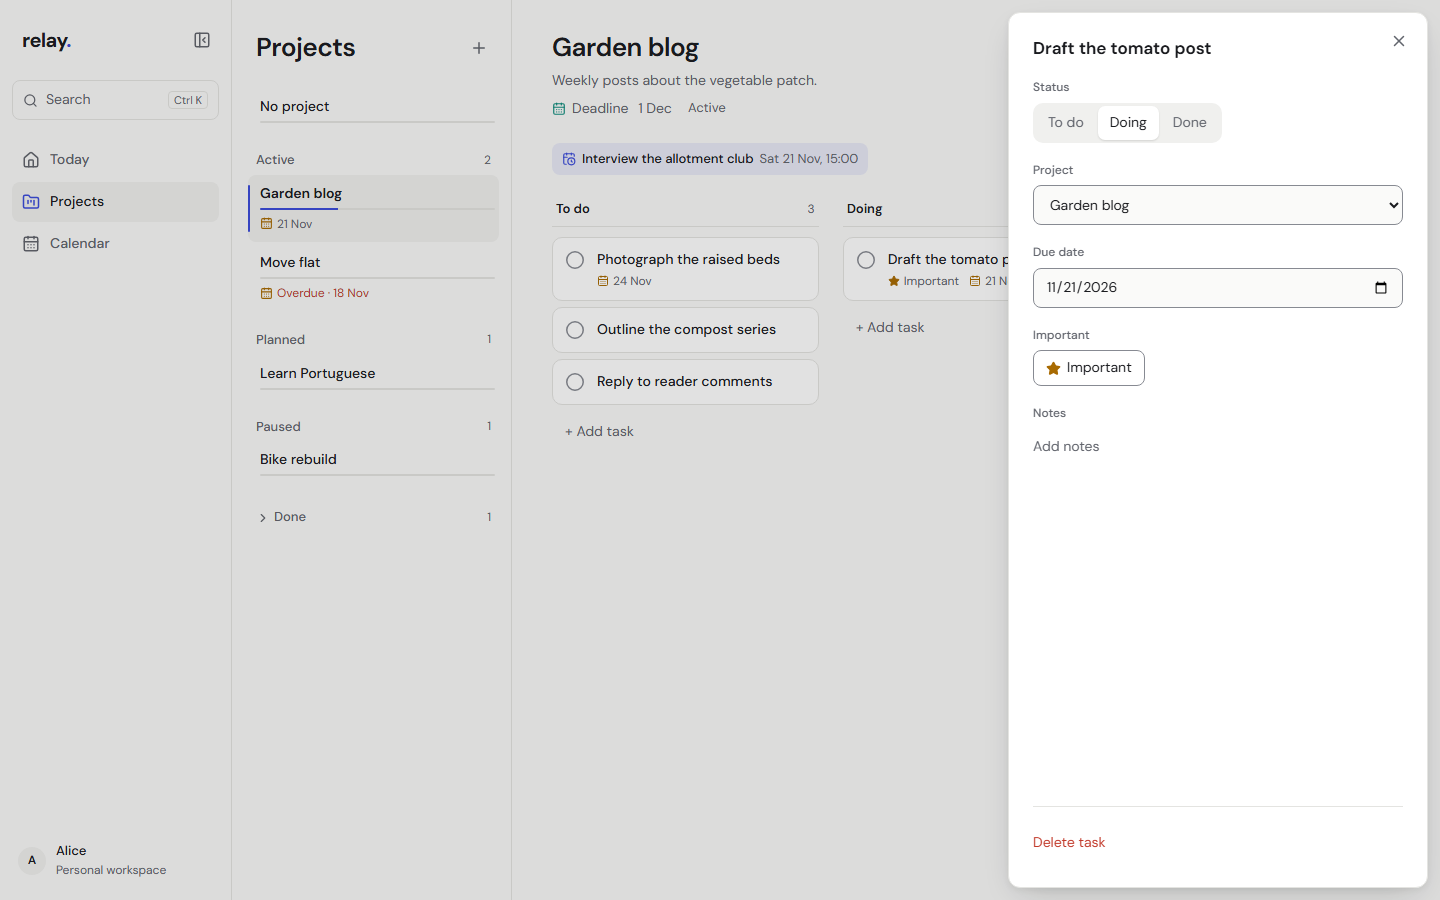 relay.
Search
Ctrl K
Today
Projects
Calendar
A
Alice
Personal workspace
Projects
No project
Active
2
Garden blog
21 Nov
Move flat
Overdue · 18 Nov
Planned
1
Learn Portuguese
Paused
1
Bike rebuild
Done
1
Garden blog
Weekly posts about the vegetable patch.
Deadline 1 Dec Active
Interview the allotment club Sat 21 Nov, 15:00
To do
3
Photograph the raised beds
24 Nov
Outline the compost series
Reply to reader comments
+ Add task
Doing
Draft the tomato p
Important 21 N
+ Add task
Draft the tomato post
Status
To do Doing Done
Project
Garden blog
Due date
11/21/2026
Important
Important
Notes
Add notes
Delete task